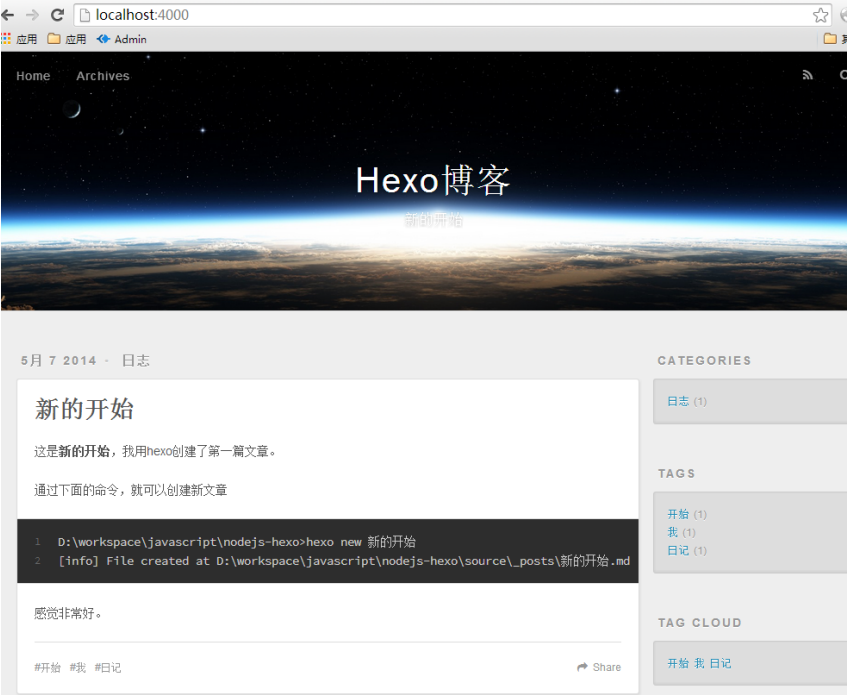 localhost:4000
应用 应用 Admin
Home Archives
Hexo博客
新的开始
5月 7 2014 - 日志
新的开始
这是新的开始，我用hexo创建了第一篇文章。
通过下面的命令，就可以创建新文章
1 D:\workspace\javascript\nodejs-hexo>hexo new 新的开始
2 [info] File created at D:\workspace\javascript\nodejs-hexo\source\_posts\新的开始.md
感觉非常好。
#开始 #我 #日记 Share
CATEGORIES
日志 (1)
TAGS
开始 (1)
我 (1)
日记 (1)
TAG CLOUD
开始 我 日记